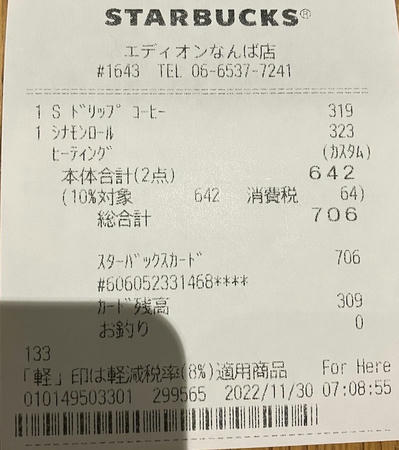 STARBUCKS®
エディオンなんば店
#1643 TEL 06-6537-7241
1 S ドリップ コーヒー 319
1 シナモンロール 323
ヒーティング (カスタム)
本体合計(2点) 642
(10%対象 642 消費税 64)
総合計 706
スターバックスカード 706
#606052331468****
カード残高 309
お釣り 0
133
「軽」印は軽減税率(8%)適用商品 For Here
010149503301 299565 2022/11/30 07:08:55